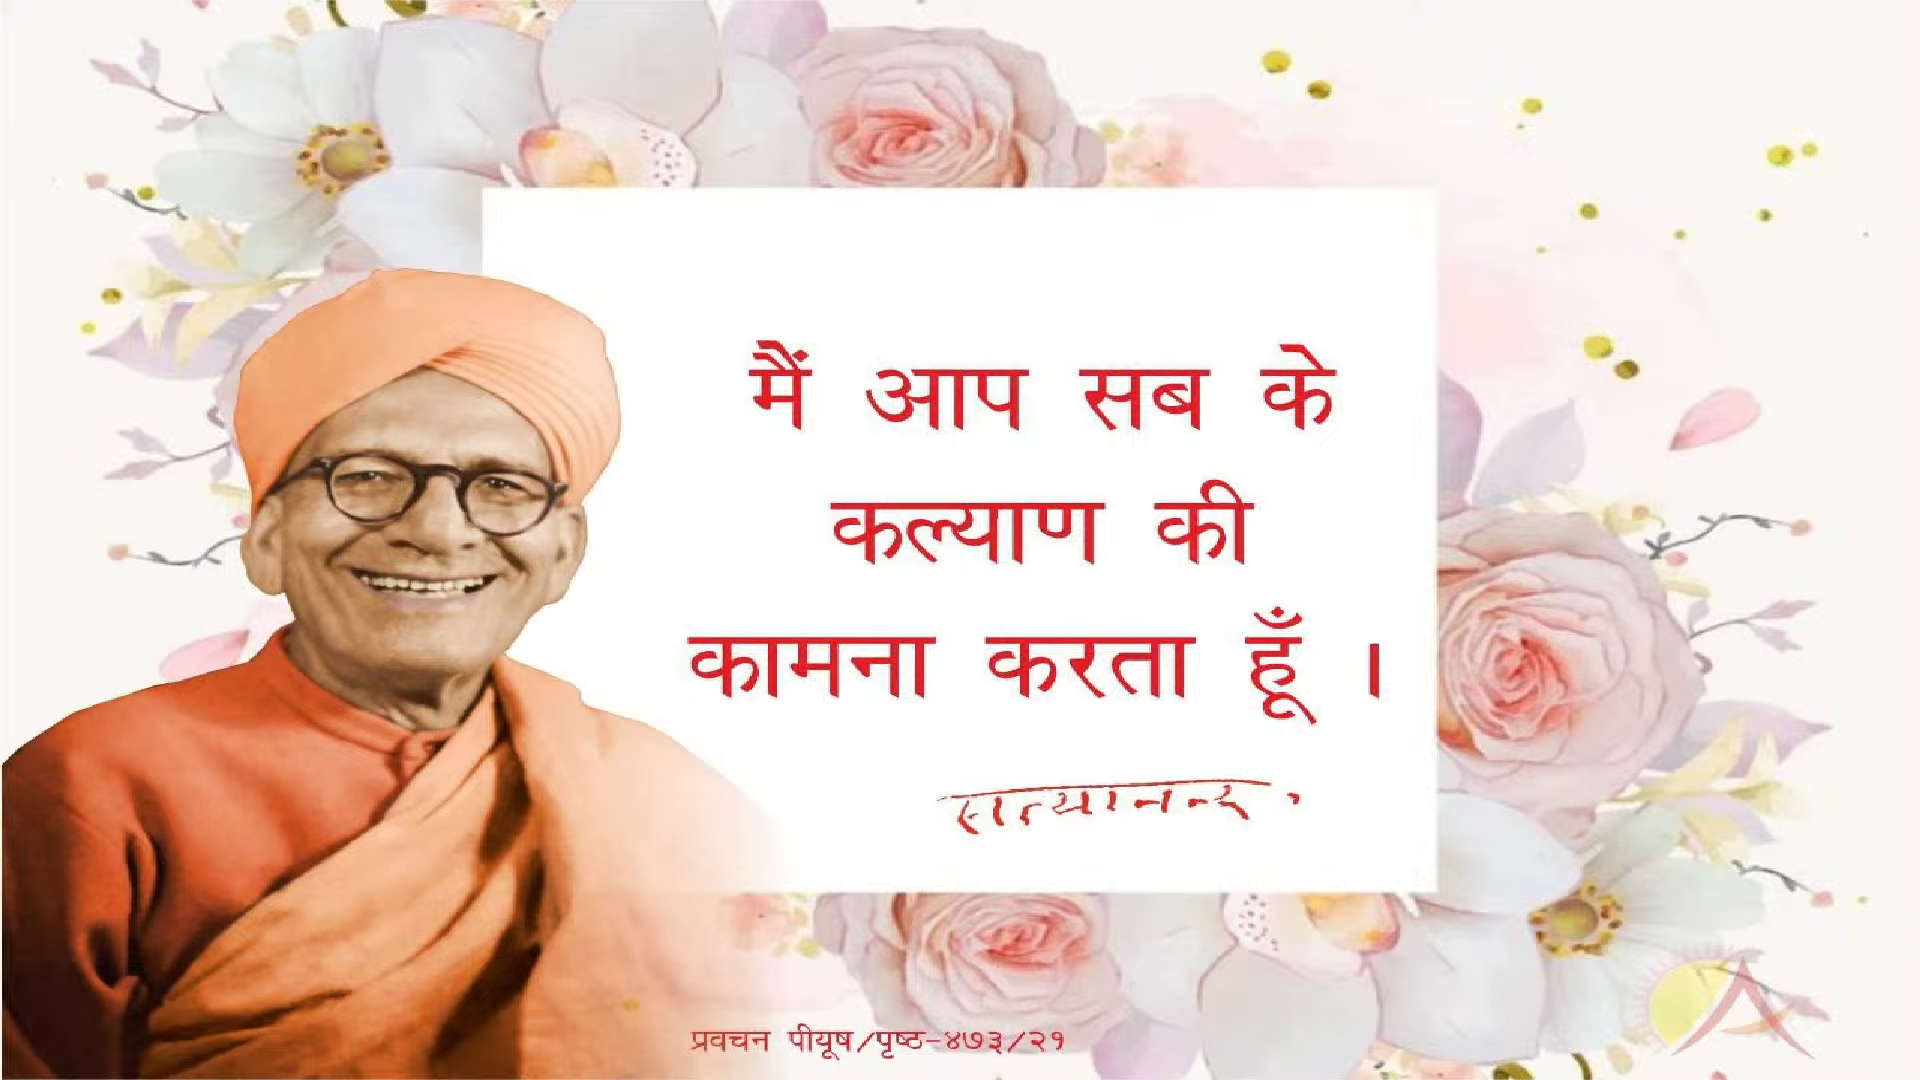 मैं आप सब के
कल्याण की
कामना करता हूँ ।
सत्यानन्द,
प्रवचन पीयूष/पृष्ठ-४७३/२१